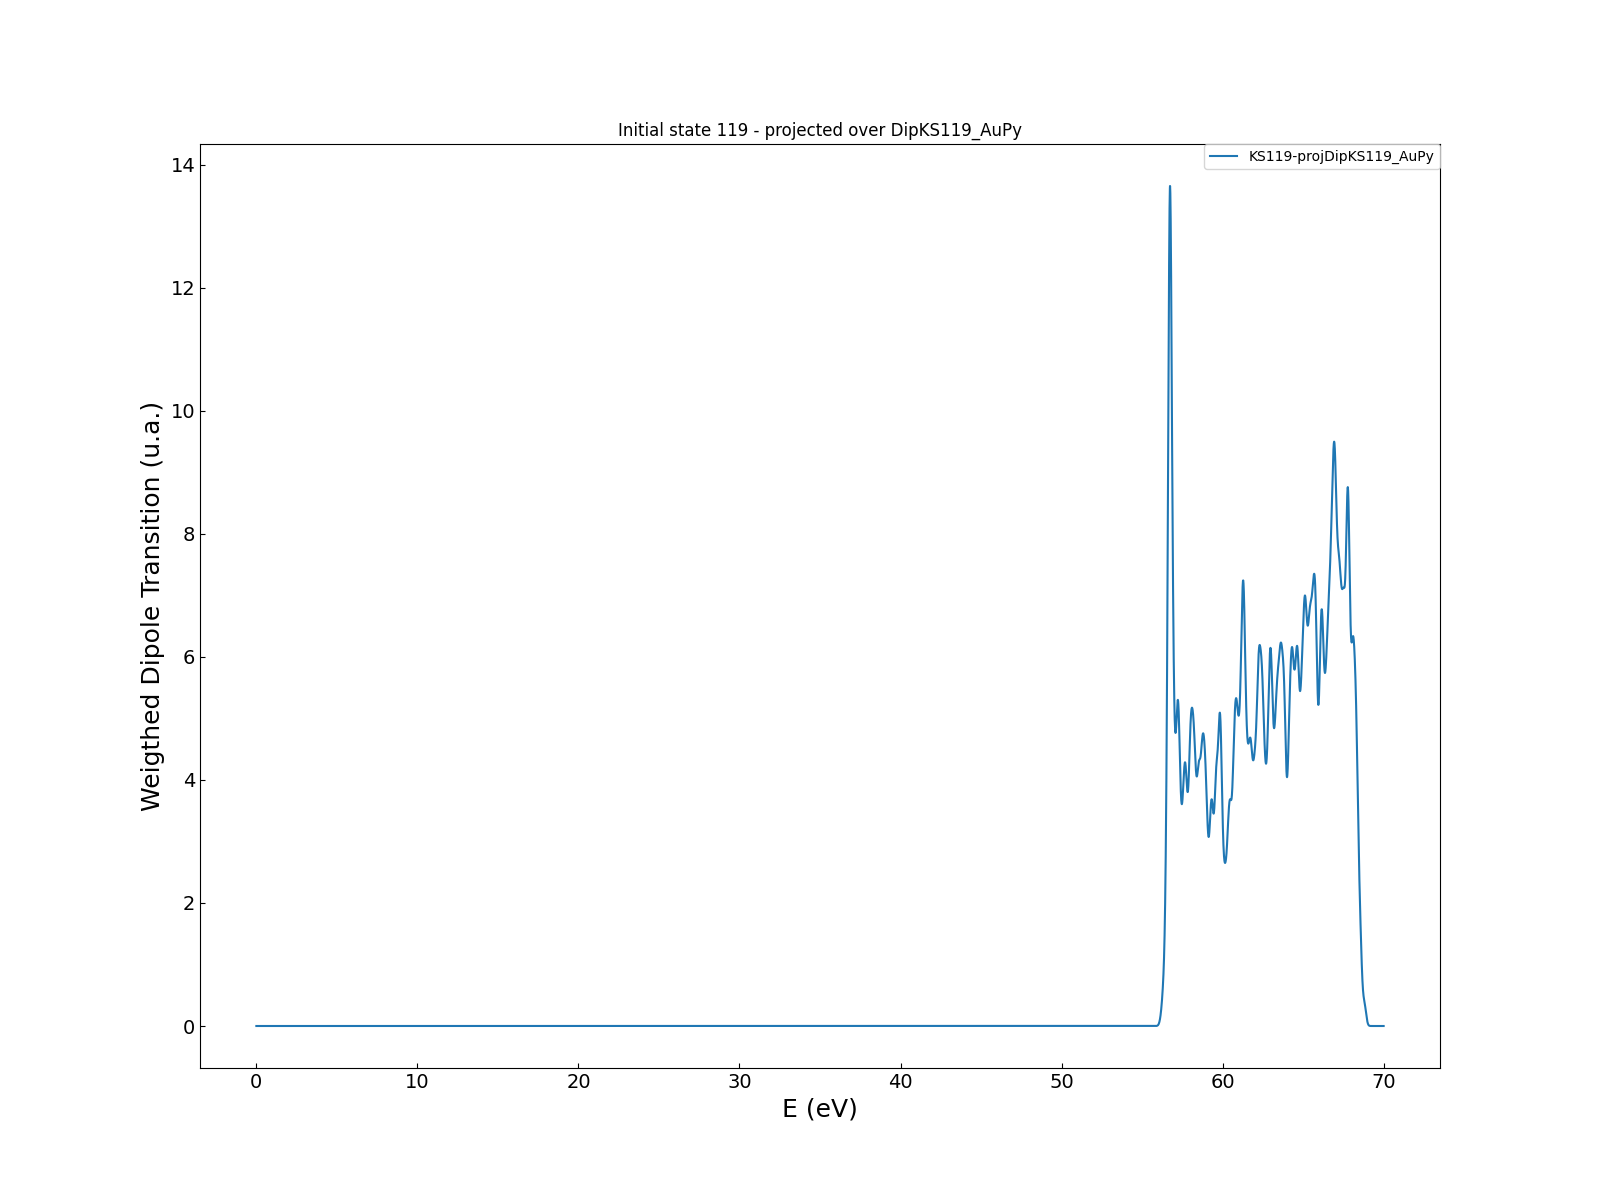 Initial state 119 - projected over DipKS119_AuPy
KS119-projDipKS119_AuPy
14
12
10
8
6
4
2
0
Weigthed Dipole Transition (u.a.)
0 10 20 30 40 50 60 70
E (eV)